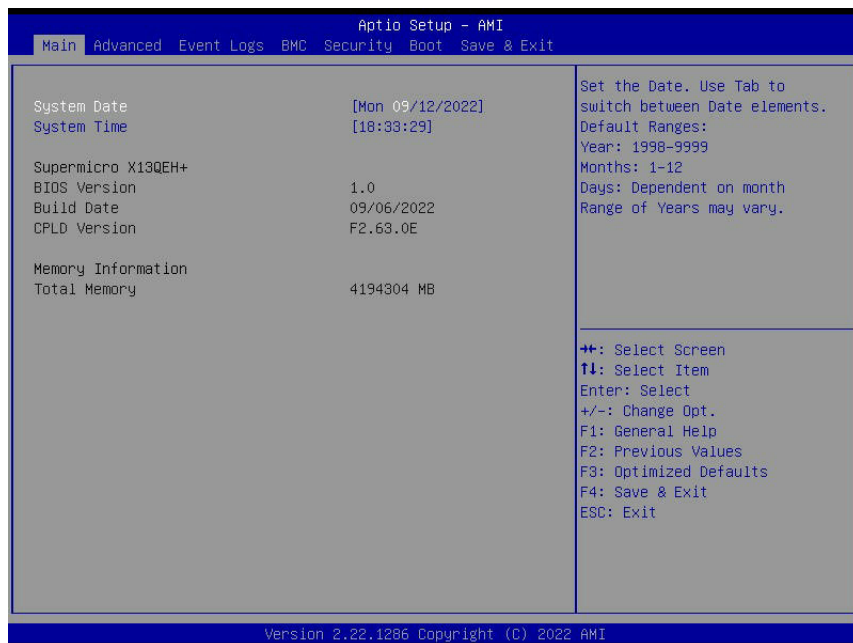 Aptio Setup – AMI
Main Advanced Event Logs BMC Security Boot Save & Exit
System Date [Mon 09/12/2022]
System Time [18:33:29]
Supermicro X13QEH+
BIOS Version 1.0
Build Date 09/06/2022
CPLD Version F2.63.0E
Memory Information
Total Memory 4194304 MB
Set the Date. Use Tab to
switch between Date elements.
Default Ranges:
Year: 1998–9999
Months: 1–12
Days: Dependent on month
Range of Years may vary.
→←: Select Screen
↑↓: Select Item
Enter: Select
+/-: Change Opt.
F1: General Help
F2: Previous Values
F3: Optimized Defaults
F4: Save & Exit
ESC: Exit
Version 2.22.1286 Copyright (C) 2022 AMI